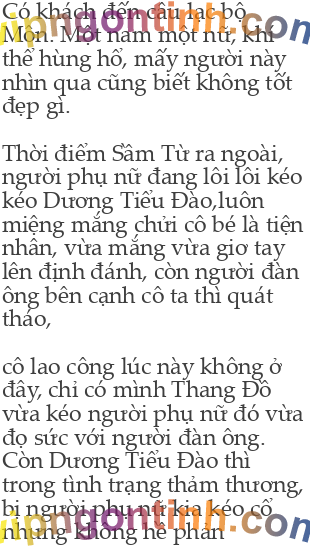 Có khách đến câu lạc bộ
Môn. Một nam một nữ, khí
thế hùng hổ, mấy người này
nhìn qua cũng biết không tốt
đẹp gì.
Thời điểm Sầm Từ ra ngoài,
người phụ nữ đang lôi lôi kéo
kéo Dương Tiểu Đào,luôn
miệng mắng chửi cô bé là tiện
nhân, vừa mắng vừa giơ tay
lên định đánh, còn người đàn
ông bên cạnh cô ta thì quát
tháo,
cô lao công lúc này không ở
đây, chỉ có mình Thang Đồ
vừa kéo người phụ nữ đó vừa
đọ sức với người đàn ông.
Còn Dương Tiểu Đào thì
trong tình trạng thảm thương,
bị người phụ nữ kia kéo cổ
nhưng không hề phản
vipngontinh.com